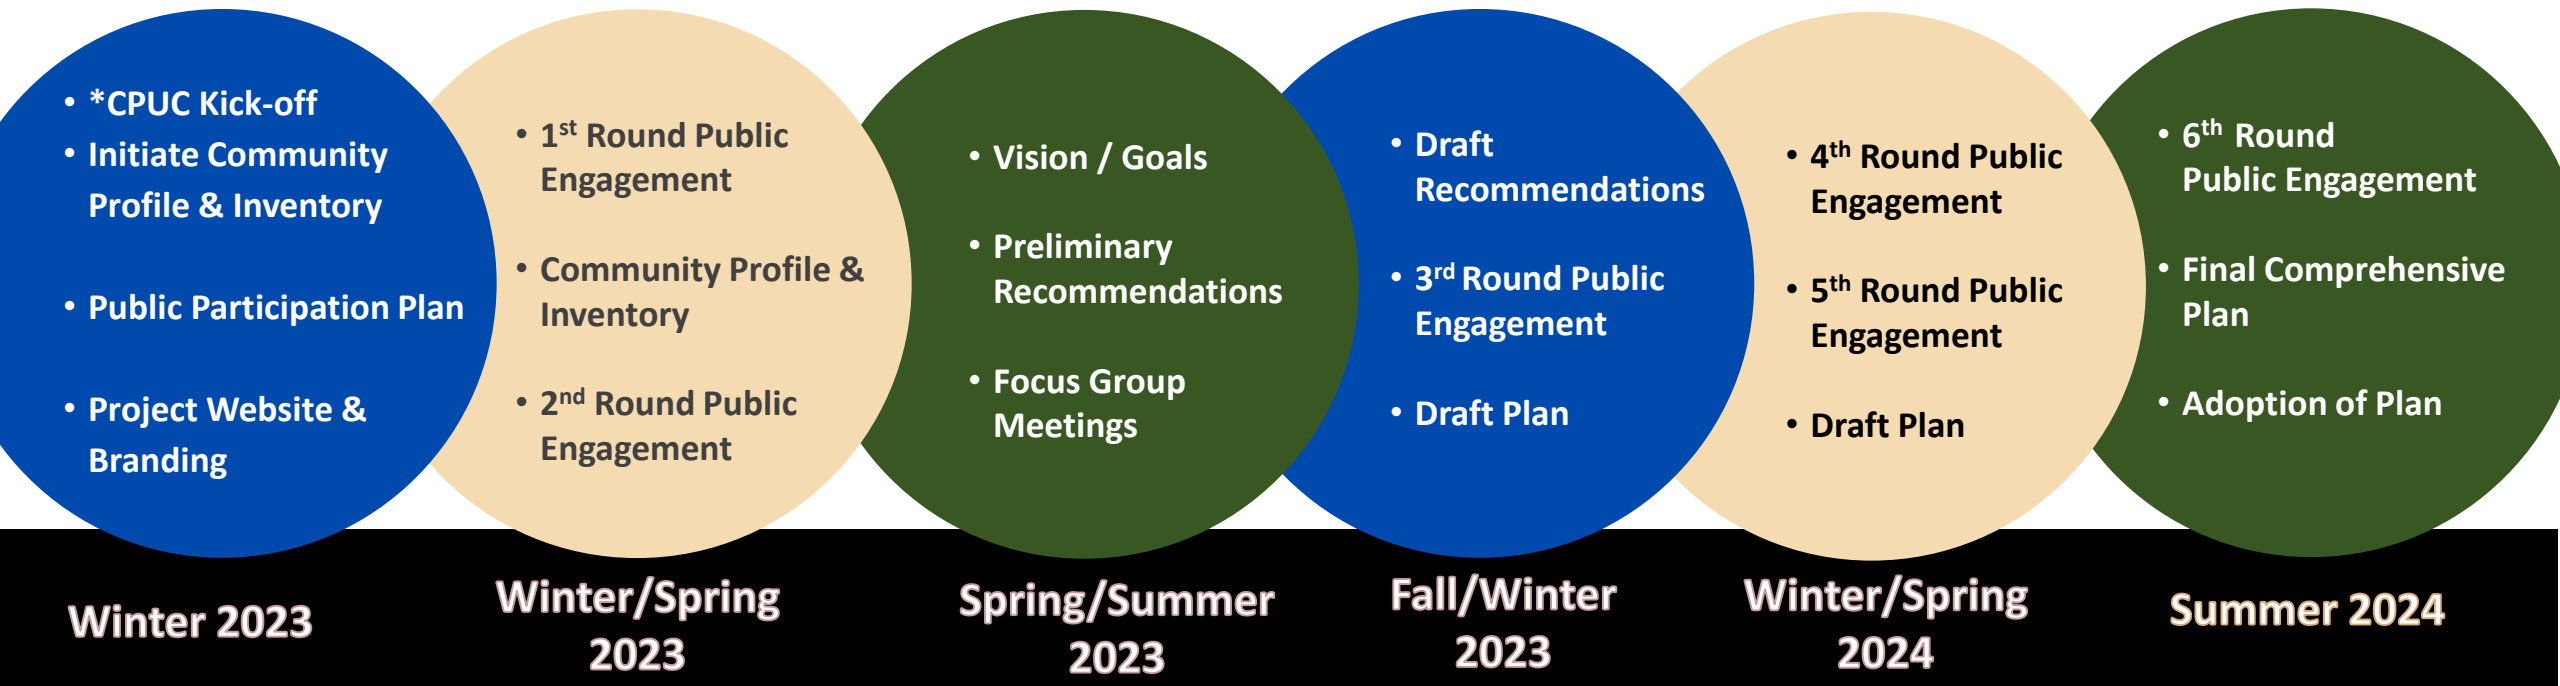 • *CPUC Kick-off
• Initiate Community
Profile & Inventory
• Public Participation Plan
• Project Website &
Branding
Winter 2023
• 1st Round Public
Engagement
• Community Profile &
Inventory
• 2nd Round Public
Engagement
Winter/Spring
2023
• Vision / Goals
• Preliminary
Recommendations
• Focus Group
Meetings
Spring/Summer
2023
• Draft
Recommendations
• 3rd Round Public
Engagement
• Draft Plan
Fall/Winter
2023
• 4th Round Public
Engagement
• 5th Round Public
Engagement
• Draft Plan
Winter/Spring
2024
• 6th Round
Public Engagement
• Final Comprehensive
Plan
• Adoption of Plan
Summer 2024